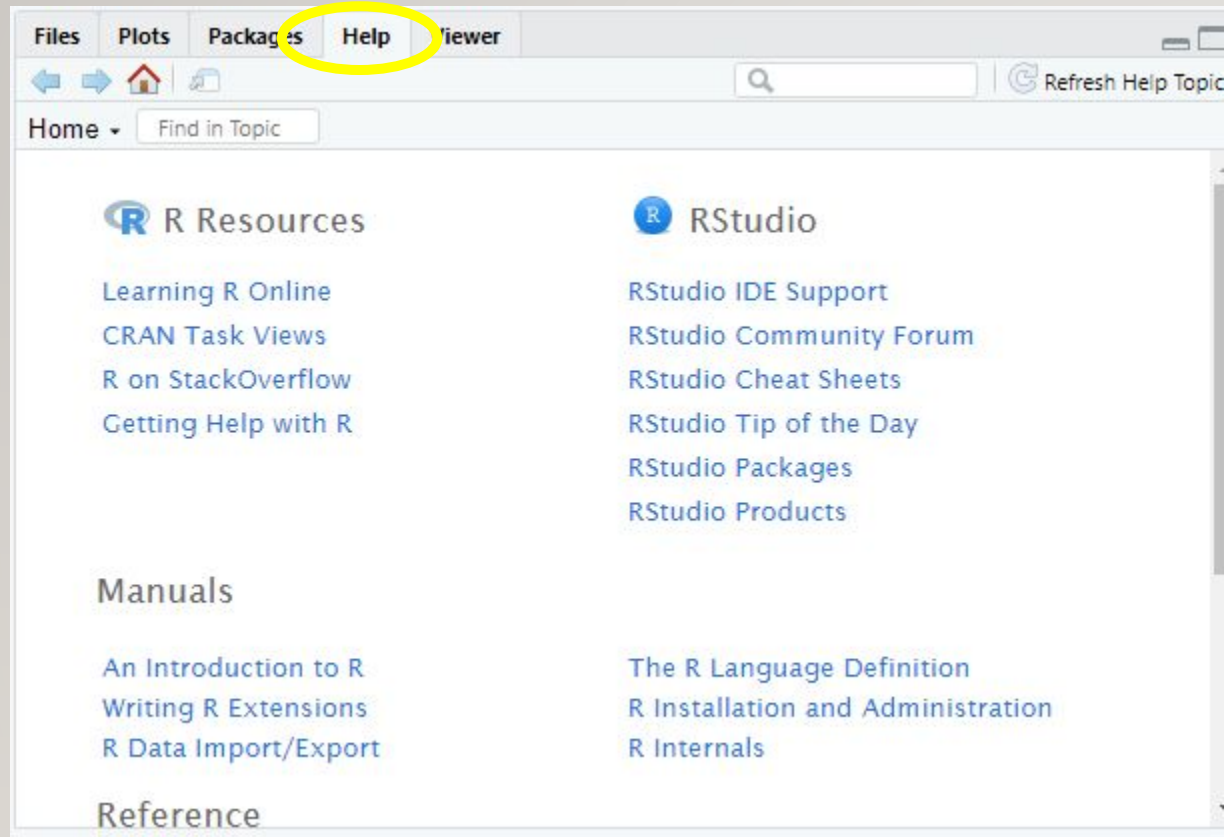 Files Plots Packages Help Viewer
Refresh Help Topic
Home Find in Topic
R R Resources
Learning R Online
CRAN Task Views
R on StackOverflow
Getting Help with R
R RStudio
RStudio IDE Support
RStudio Community Forum
RStudio Cheat Sheets
RStudio Tip of the Day
RStudio Packages
RStudio Products
Manuals
An Introduction to R
Writing R Extensions
R Data Import/Export
The R Language Definition
R Installation and Administration
R Internals
Reference